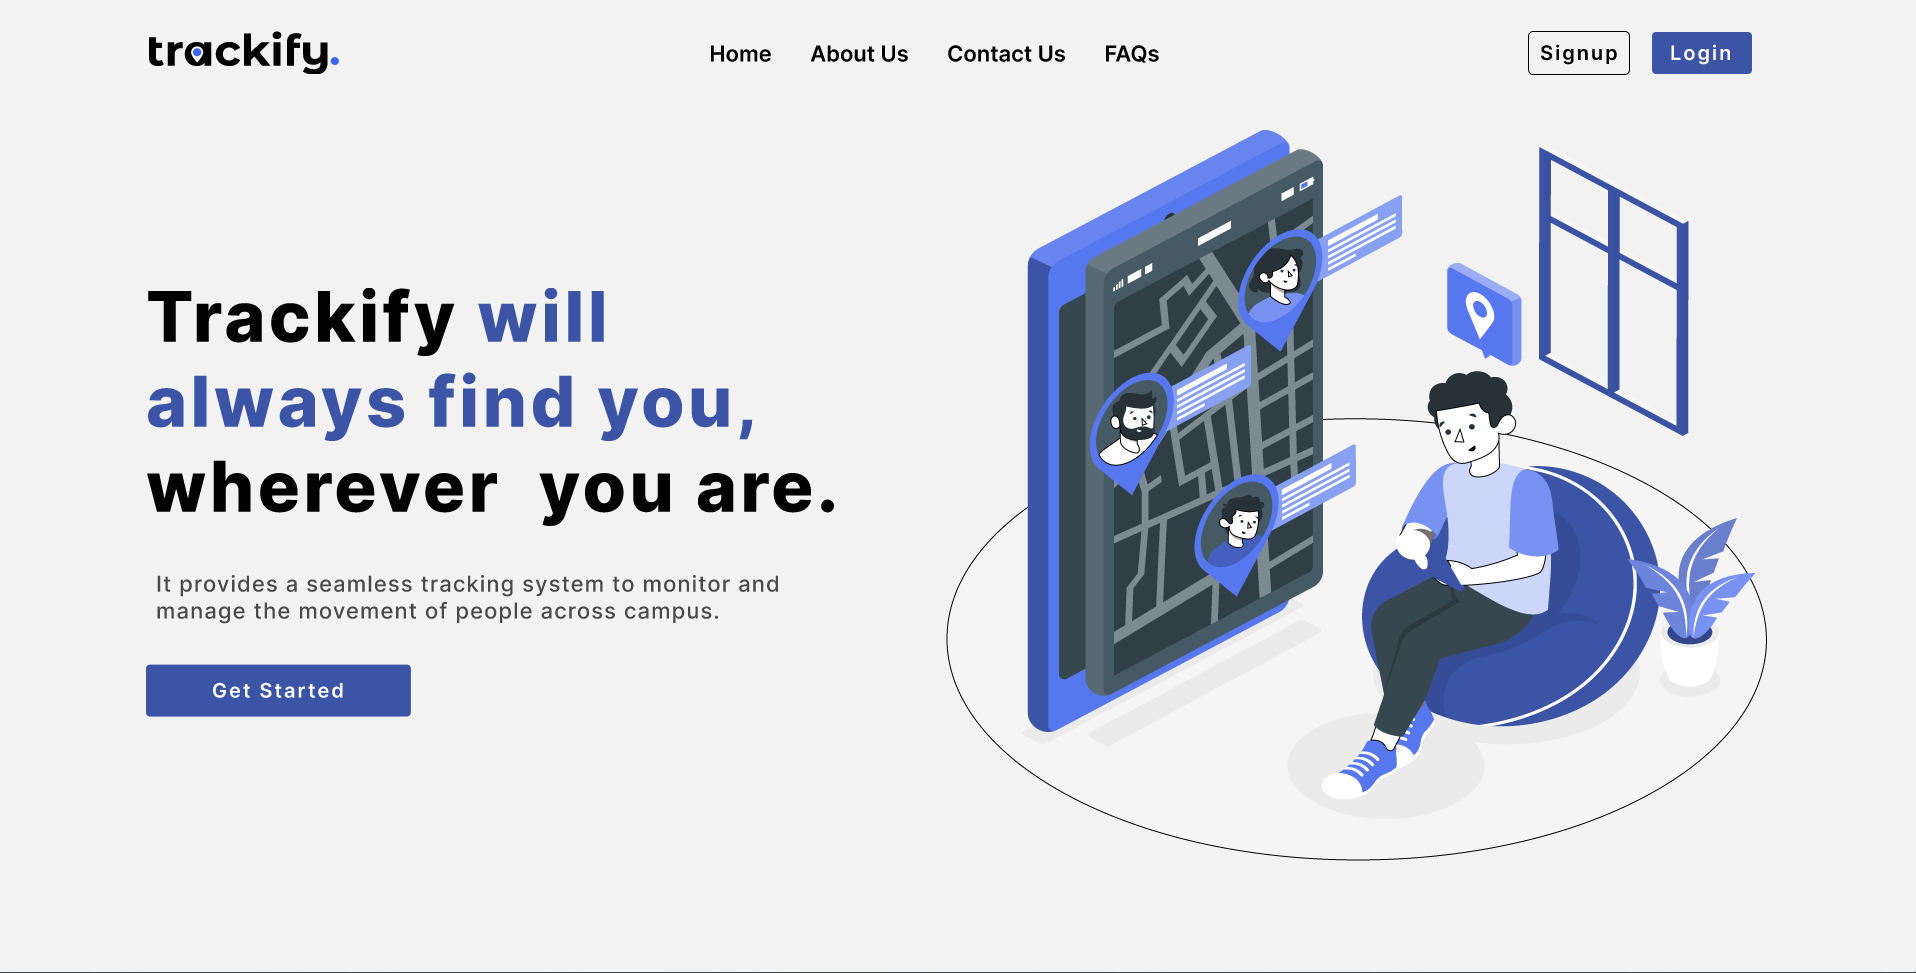 trackify.
Home About Us Contact Us FAQs
Signup Login
Trackify will
always find you,
wherever you are.
It provides a seamless tracking system to monitor and
manage the movement of people across campus.
Get Started